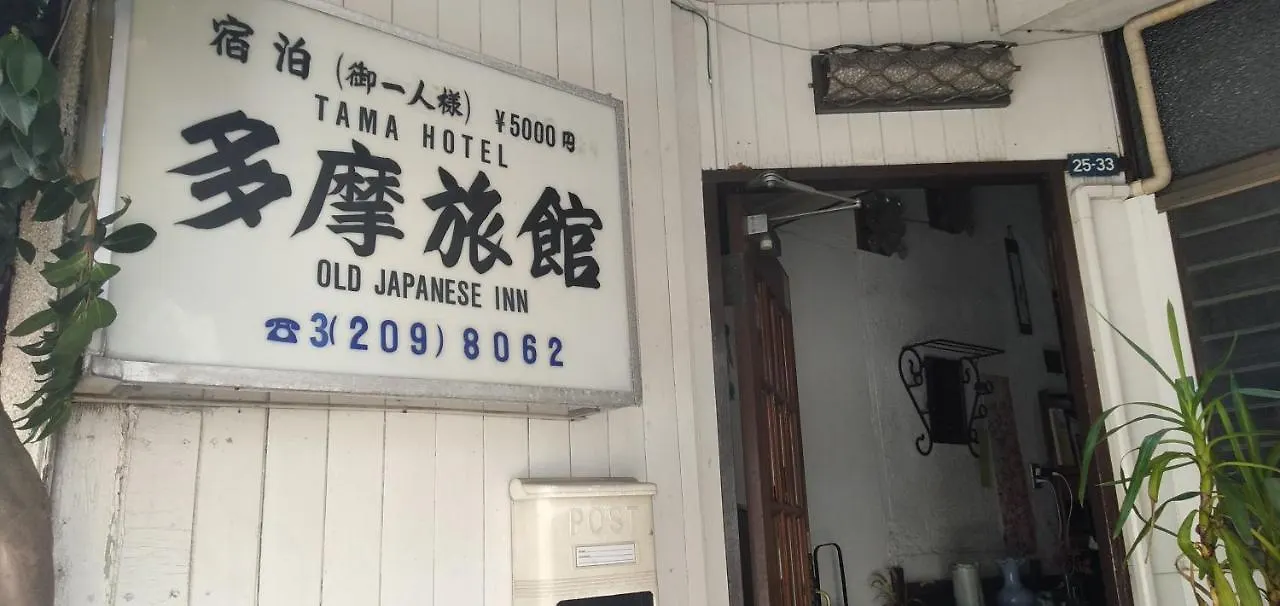 宿泊 (御一人様) ¥5000円
TAMA HOTEL
多摩旅館
OLD JAPANESE INN
☎3(209)8062
25-33
POST